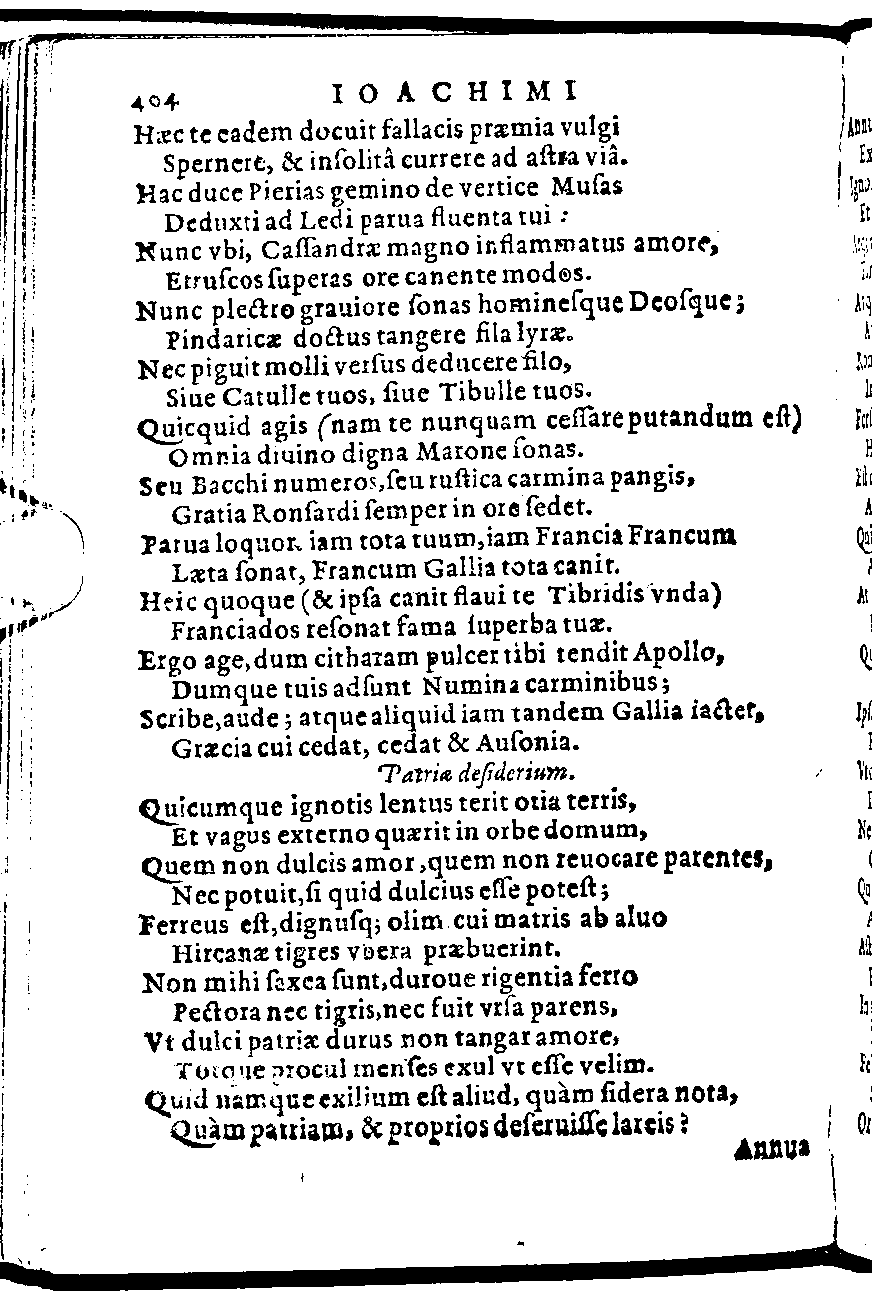 404 IOACHIMI
Hæc te eadem docuit fallacis præmia vulgi
Spernere, & inſolitâ currere ad aſtra viâ.
Hac duce Pierias gemino de vertice Muſas
Deduxti ad Ledi parua fluenta tui :
Nunc vbi, Caſſandræ magno inflammatus amore,
Etruſcos ſuperas ore canente modos.
Nunc plectro grauiore ſonas homineſque Deoſque;
Pindaricæ doctus tangere fila lyræ.
Nec piguit molli verſus deducere filo,
Siue Catulle tuos, ſiue Tibulle tuos.
Quicquid agis (nam te nunquam ceſſare putandum eſt)
Omnia diuino digna Marone ſonas.
Seu Bacchi numeros, ſeu ruſtica carmina pangis,
Gratia Ronſardi ſemper in ore ſedet.
Parua loquor, iam tota tuum, iam Francia Francum
Læta ſonat, Francum Gallia tota canit.
Heic quoque (& ipſa canit flaui te Tibridis vnda)
Franciados reſonat fama ſuperba tuæ.
Ergo age, dum citharam pulcer tibi tendit Apollo,
Dumque tuis adſunt Numina carminibus;
Scribe, aude; atque aliquid iam tandem Gallia iactet,
Græcia cui cedat, cedat & Auſonia.
Patriæ deſiderium.
Quicumque ignotis lentus terit otia terris,
Et vagus externo quærit in orbe domum,
Quem non dulcis amor, quem non reuocare parentes,
Nec potuit, ſi quid dulcius eſſe poteſt;
Ferreus eſt, dignuſq; olim cui matris ab aluo
Hircanæ tigres vbera præbuerint.
Non mihi ſaxea ſunt, duroue rigentia ferro
Pectora nec tigris, nec fuit vrſa parens,
Vt dulci patriæ durus non tangar amore,
Totque procul menſes exul vt eſſe velim.
Quid namque exilium eſt aliud, quàm ſidera nota,
Quàm patriam, & proprios deſeruiſſe lareis?
Annua